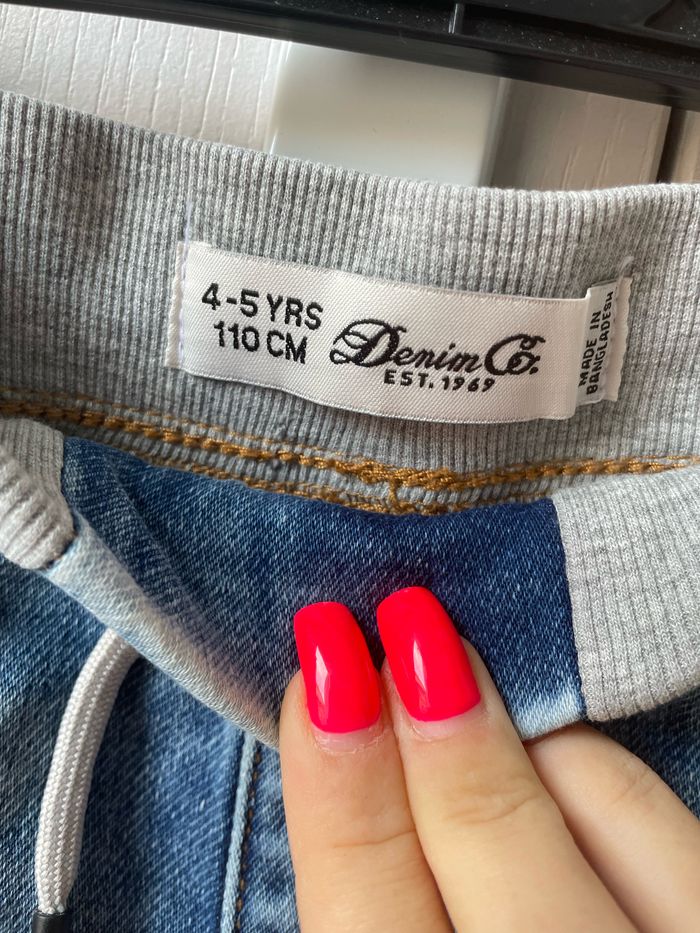 4-5 YRS
110 CM
Denim Co.
EST. 1969
MADE IN
BANGLADESH